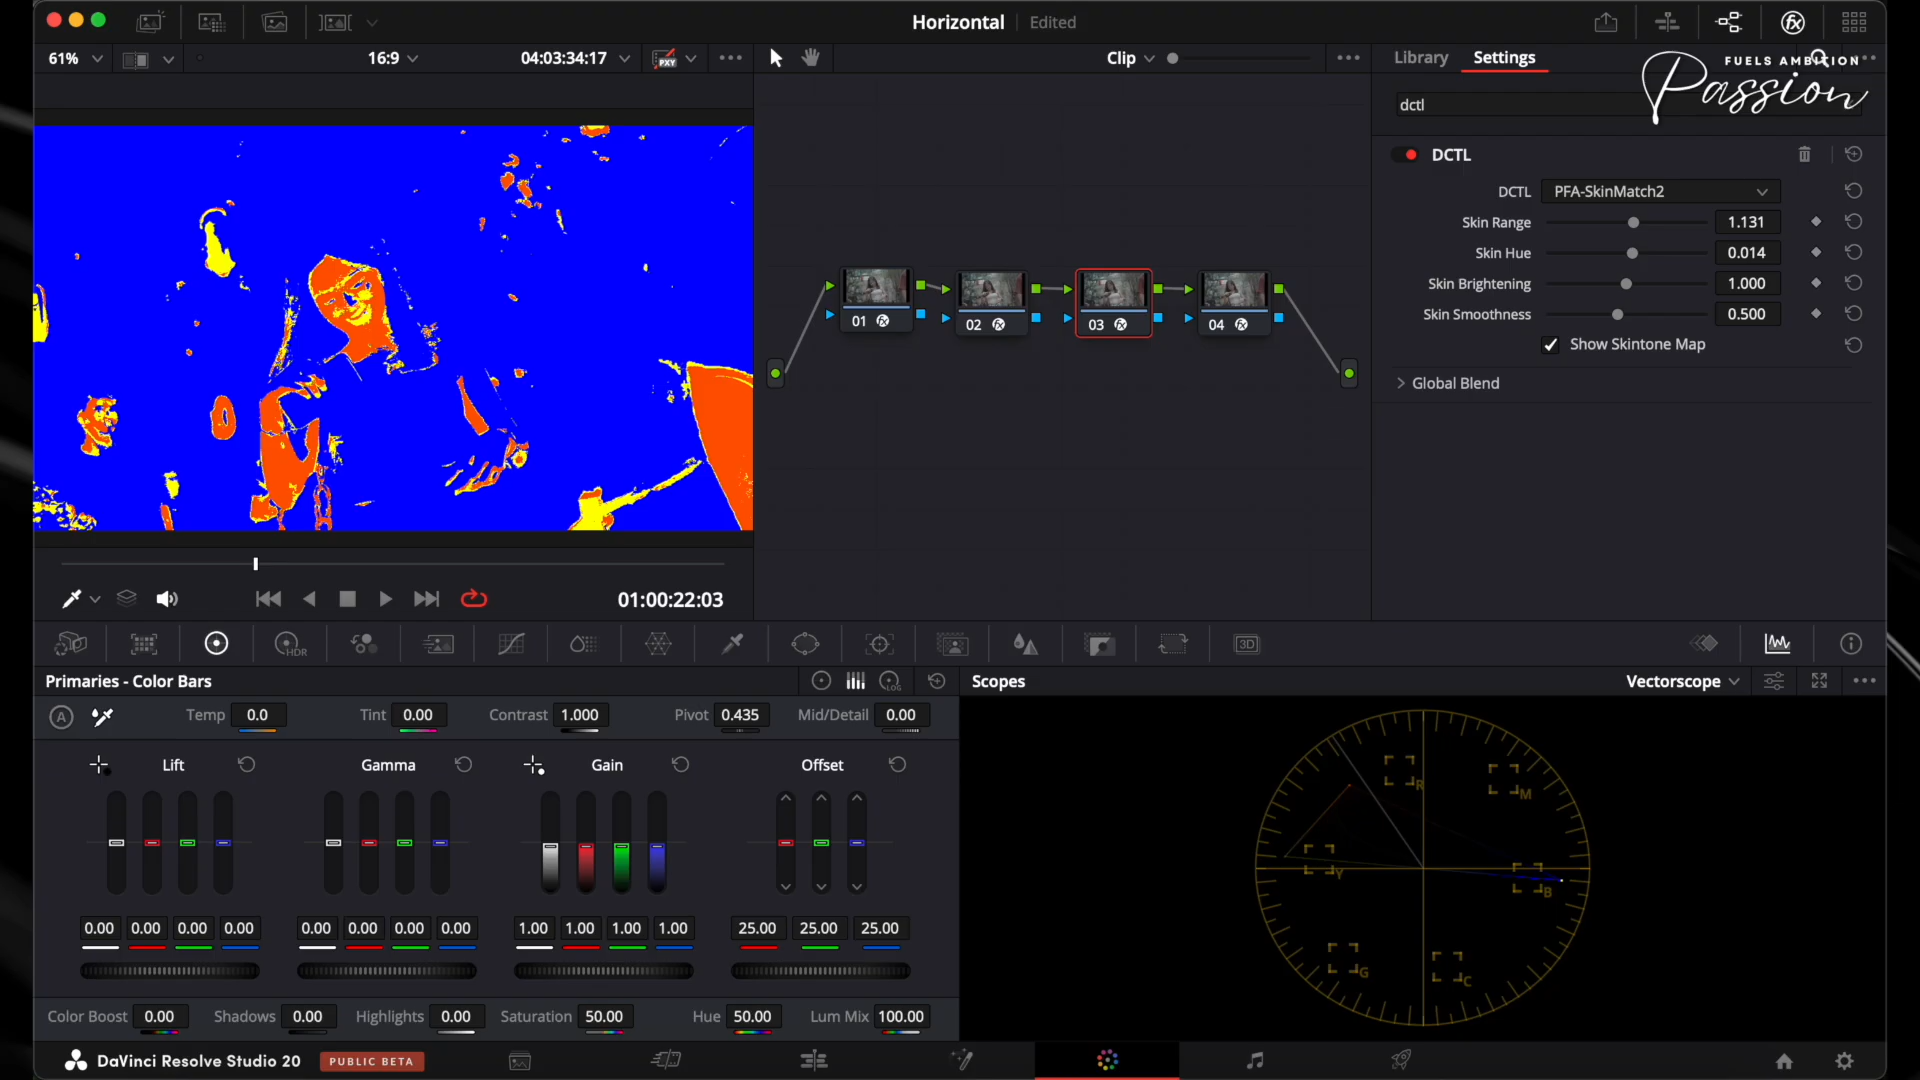 Horizontal Edited
61% 16:9 04:03:34:17 PXY Clip Library Settings
FUELS AMBITION
Passion
dctl
DCTL
DCTL PFA-SkinMatch2
Skin Range 1.131
Skin Hue 0.014
Skin Brightening 1.000
Skin Smoothness 0.500
Show Skintone Map
Global Blend
01 02 03 04
01:00:22:03
HDR 3D
Primaries - Color Bars LOG Scopes Vectorscope
A Temp 0.0 Tint 0.00 Contrast 1.000 Pivot 0.435 Mid/Detail 0.00
Lift Gamma Gain Offset
R M
Y B
G C
0.00 0.00 0.00 0.00 0.00 0.00 0.00 0.00 1.00 1.00 1.00 1.00 25.00 25.00 25.00
Color Boost 0.00 Shadows 0.00 Highlights 0.00 Saturation 50.00 Hue 50.00 Lum Mix 100.00
DaVinci Resolve Studio 20 PUBLIC BETA